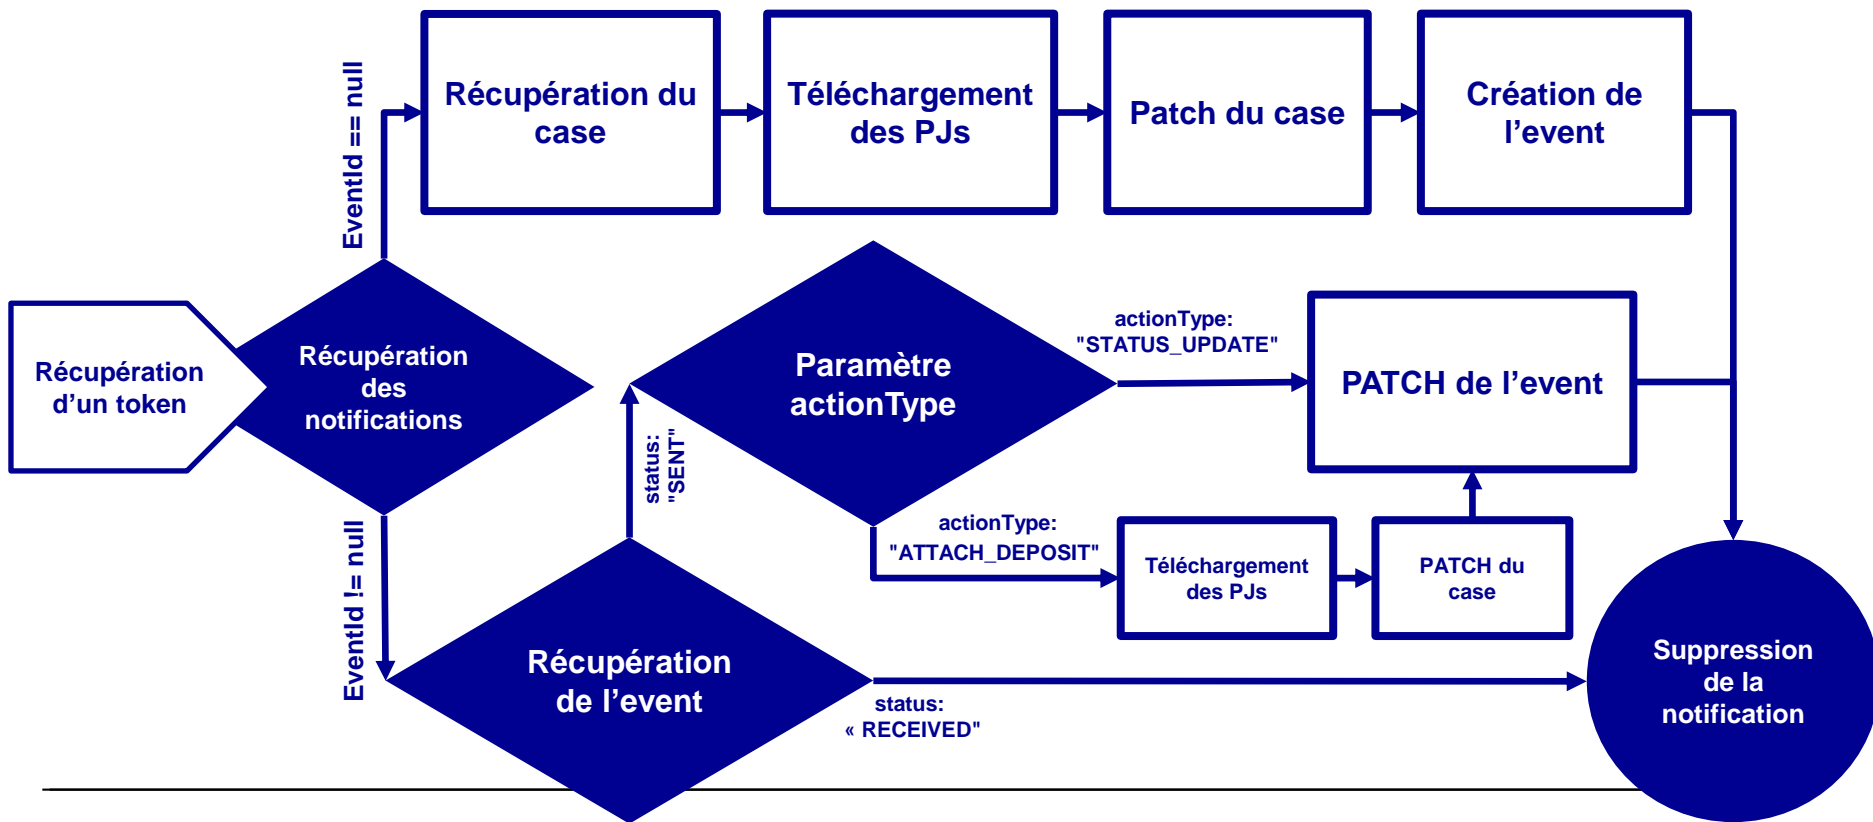 EventId == null
Récupération du
case
Téléchargement
des PJs
Patch du case
Création de
l’event
Récupération
d’un token
Récupération
des
notifications
Paramètre
actionType
actionType:
"STATUS_UPDATE"
PATCH de l’event
status:
"SENT"
actionType:
"ATTACH_DEPOSIT"
Téléchargement
des PJs
PATCH du
case
EventId != null
Récupération
de l’event
status:
« RECEIVED"
Suppression
de la
notification